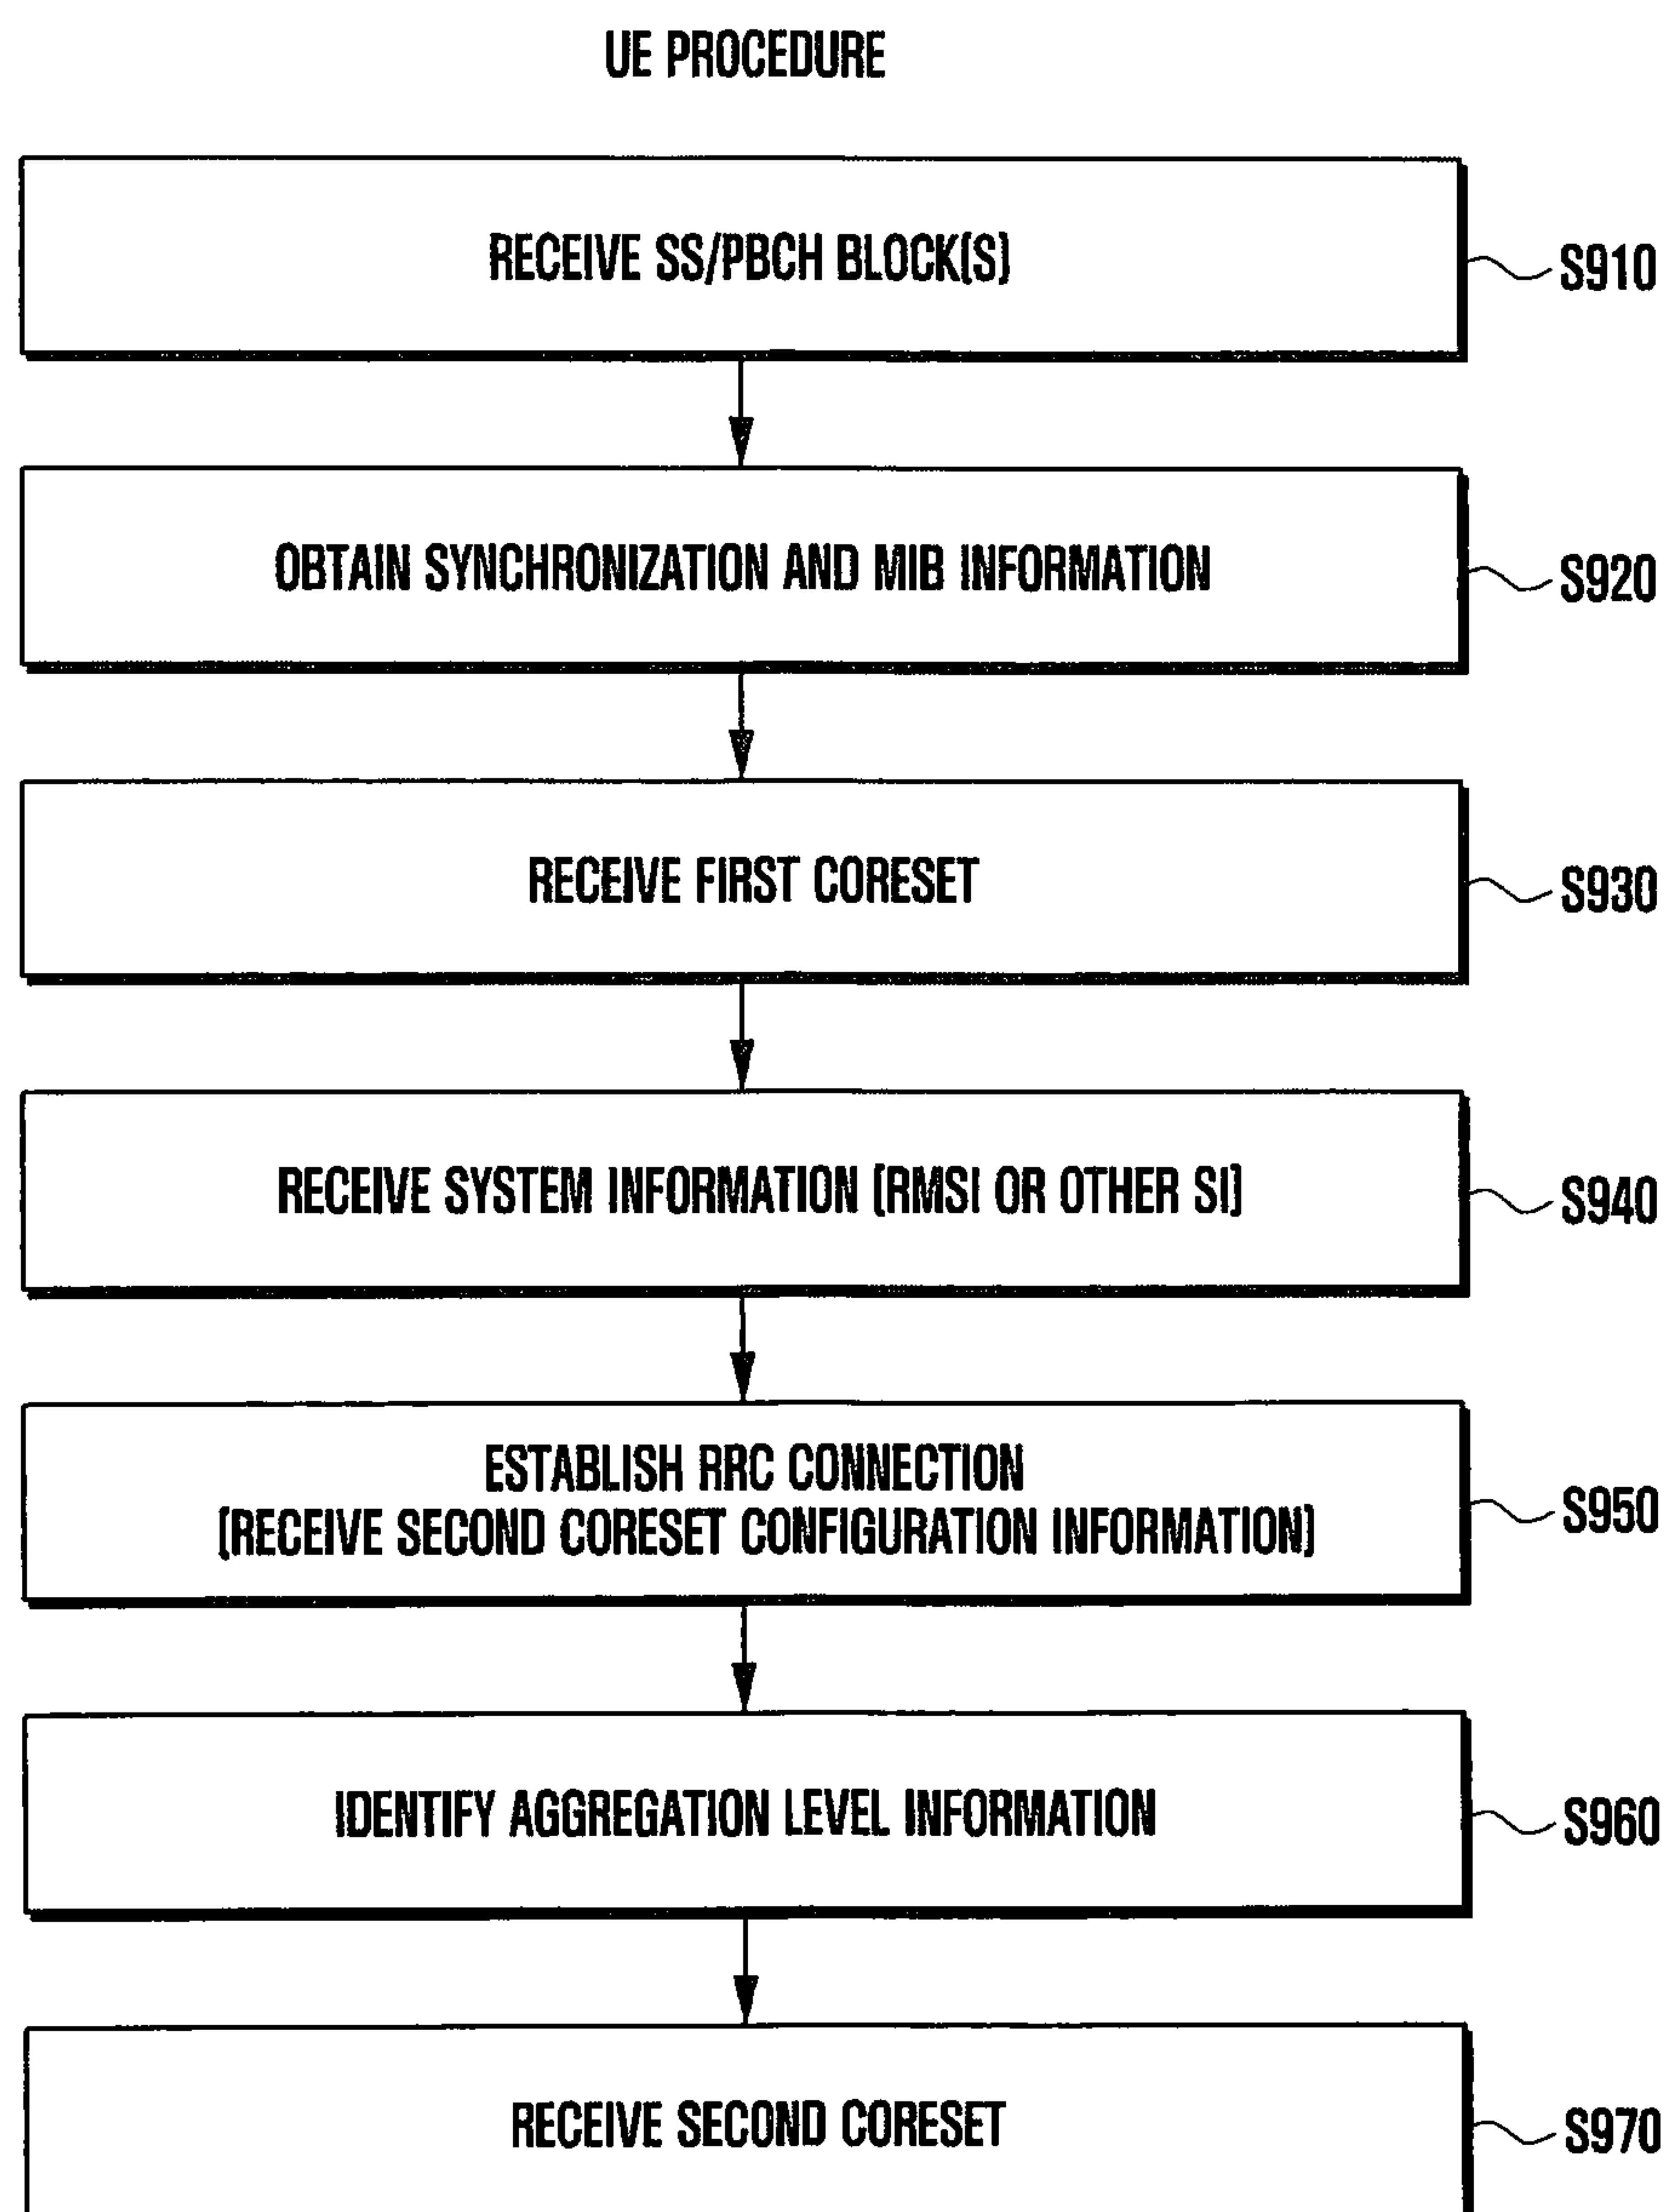 UE PROCEDURE
RECEIVE SS/PBCH BLOCK(S)
S910
OBTAIN SYNCHRONIZATION AND MIB INFORMATION
S920
RECEIVE FIRST CORESET
S930
RECEIVE SYSTEM INFORMATION (RMSI OR OTHER SI)
S940
ESTABLISH RRC CONNECTION
(RECEIVE SECOND CORESET CONFIGURATION INFORMATION)
S950
IDENTIFY AGGREGATION LEVEL INFORMATION
S960
RECEIVE SECOND CORESET
S970